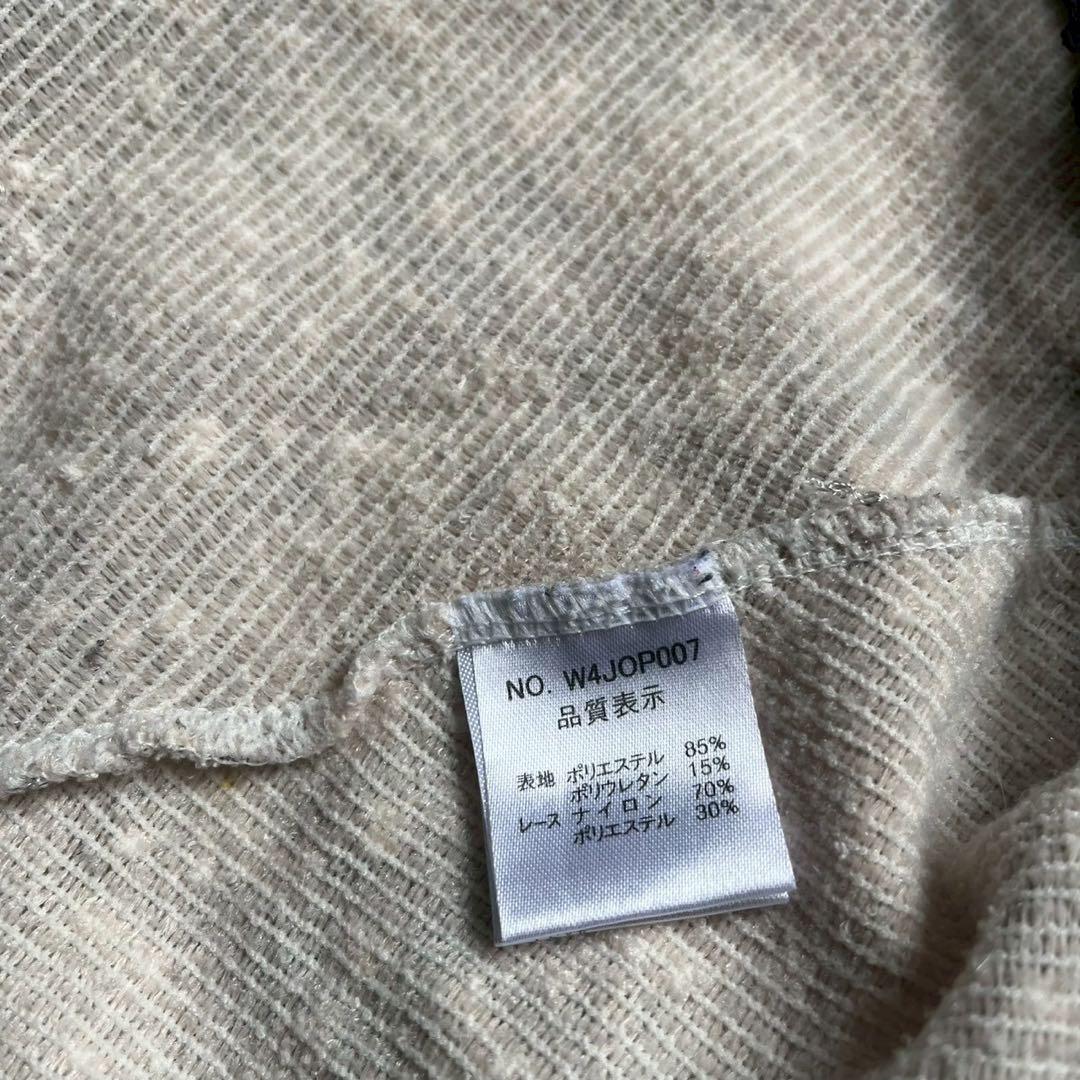 NO. W4JOP007
品質表示
表地 ポリエステル 85%
ポリウレタン 15%
レース ナイロン 70%
ポリエステル 30%